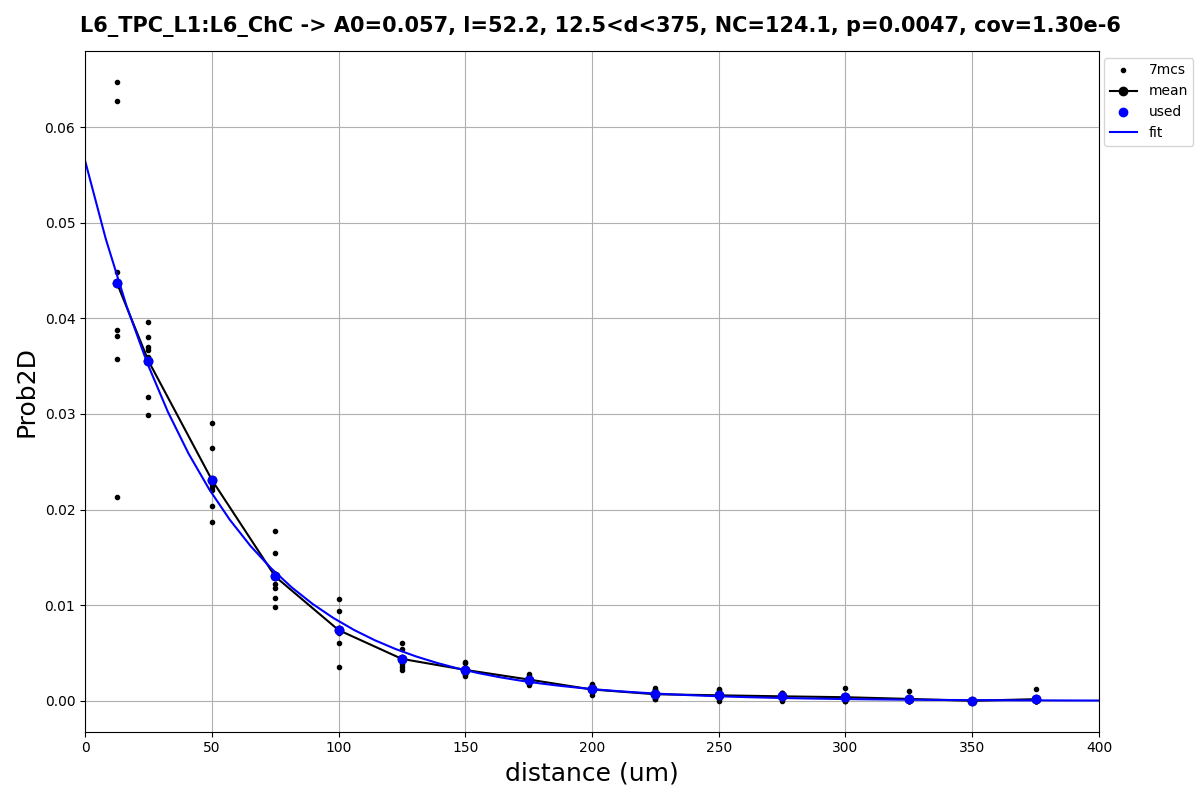 L6_TPC_L1:L6_ChC -> A0=0.057, l=52.2, 12.5<d<375, NC=124.1, p=0.0047, cov=1.30e-6
7mcs
mean
used
fit
0.06
0.05
0.04
0.03
0.02
0.01
0.00
Prob2D
0 50 100 150 200 250 300 350 400
distance (um)